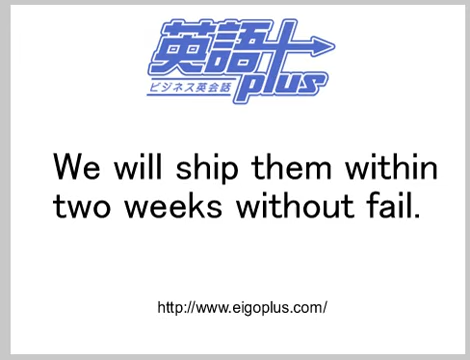 英語+
plus
ビジネス英会話
We will ship them within
two weeks without fail.
http://www.eigoplus.com/